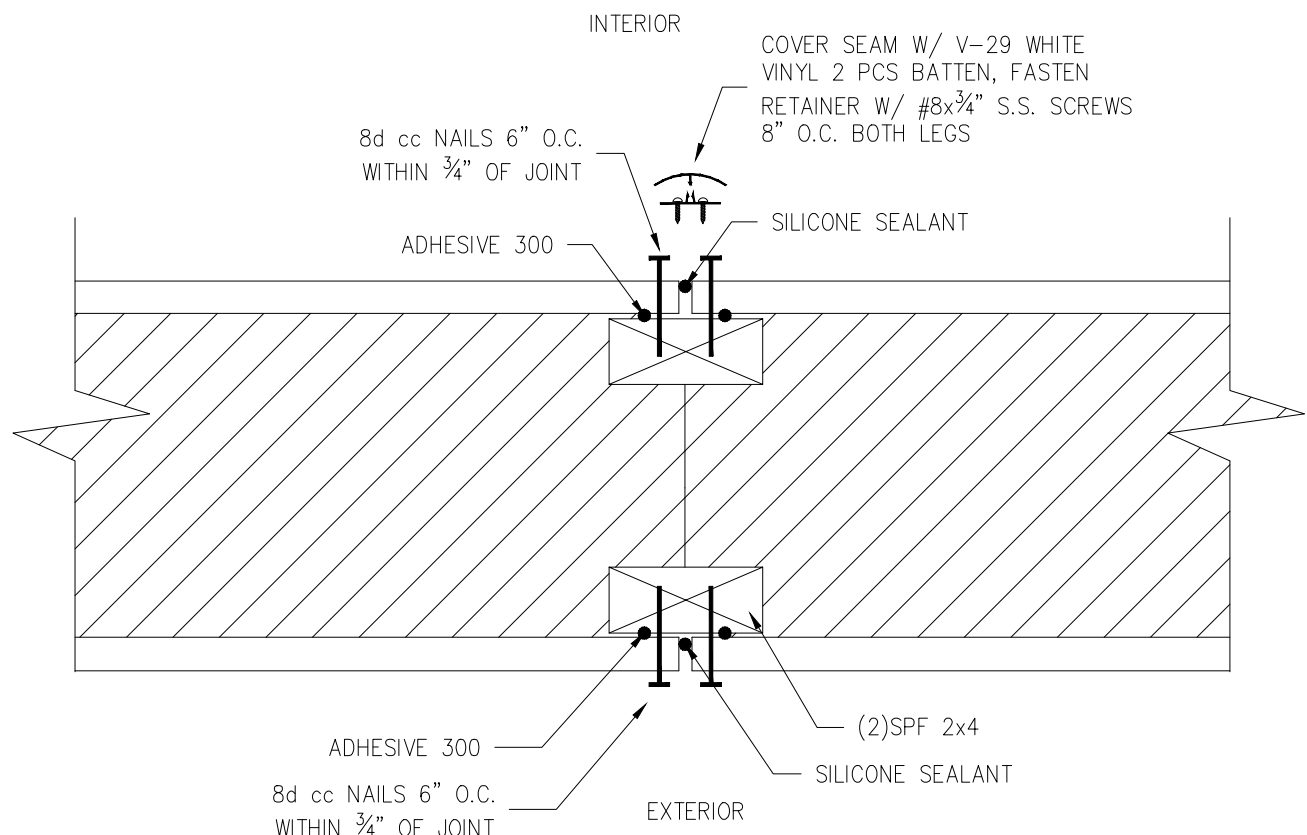 INTERIOR
COVER SEAM W/ V-29 WHITE
VINYL 2 PCS BATTEN, FASTEN
RETAINER W/ #8x¾" S.S. SCREWS
8" O.C. BOTH LEGS
8d cc NAILS 6" O.C.
WITHIN ¾" OF JOINT
SILICONE SEALANT
ADHESIVE 300
(2)SPF 2x4
ADHESIVE 300
SILICONE SEALANT
8d cc NAILS 6" O.C.
WITHIN ¾" OF JOINT
EXTERIOR